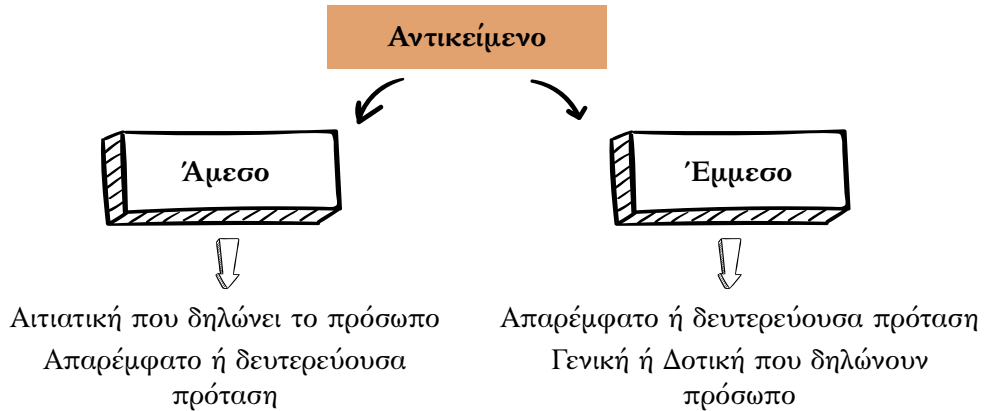 Αντικείμενο
Άμεσο
Έμμεσο
Αιτιατική που δηλώνει το πρόσωπο
Απαρέμφατο ή δευτερεύουσα
πρόταση
Απαρέμφατο ή δευτερεύουσα πρόταση
Γενική ή Δοτική που δηλώνουν
πρόσωπο